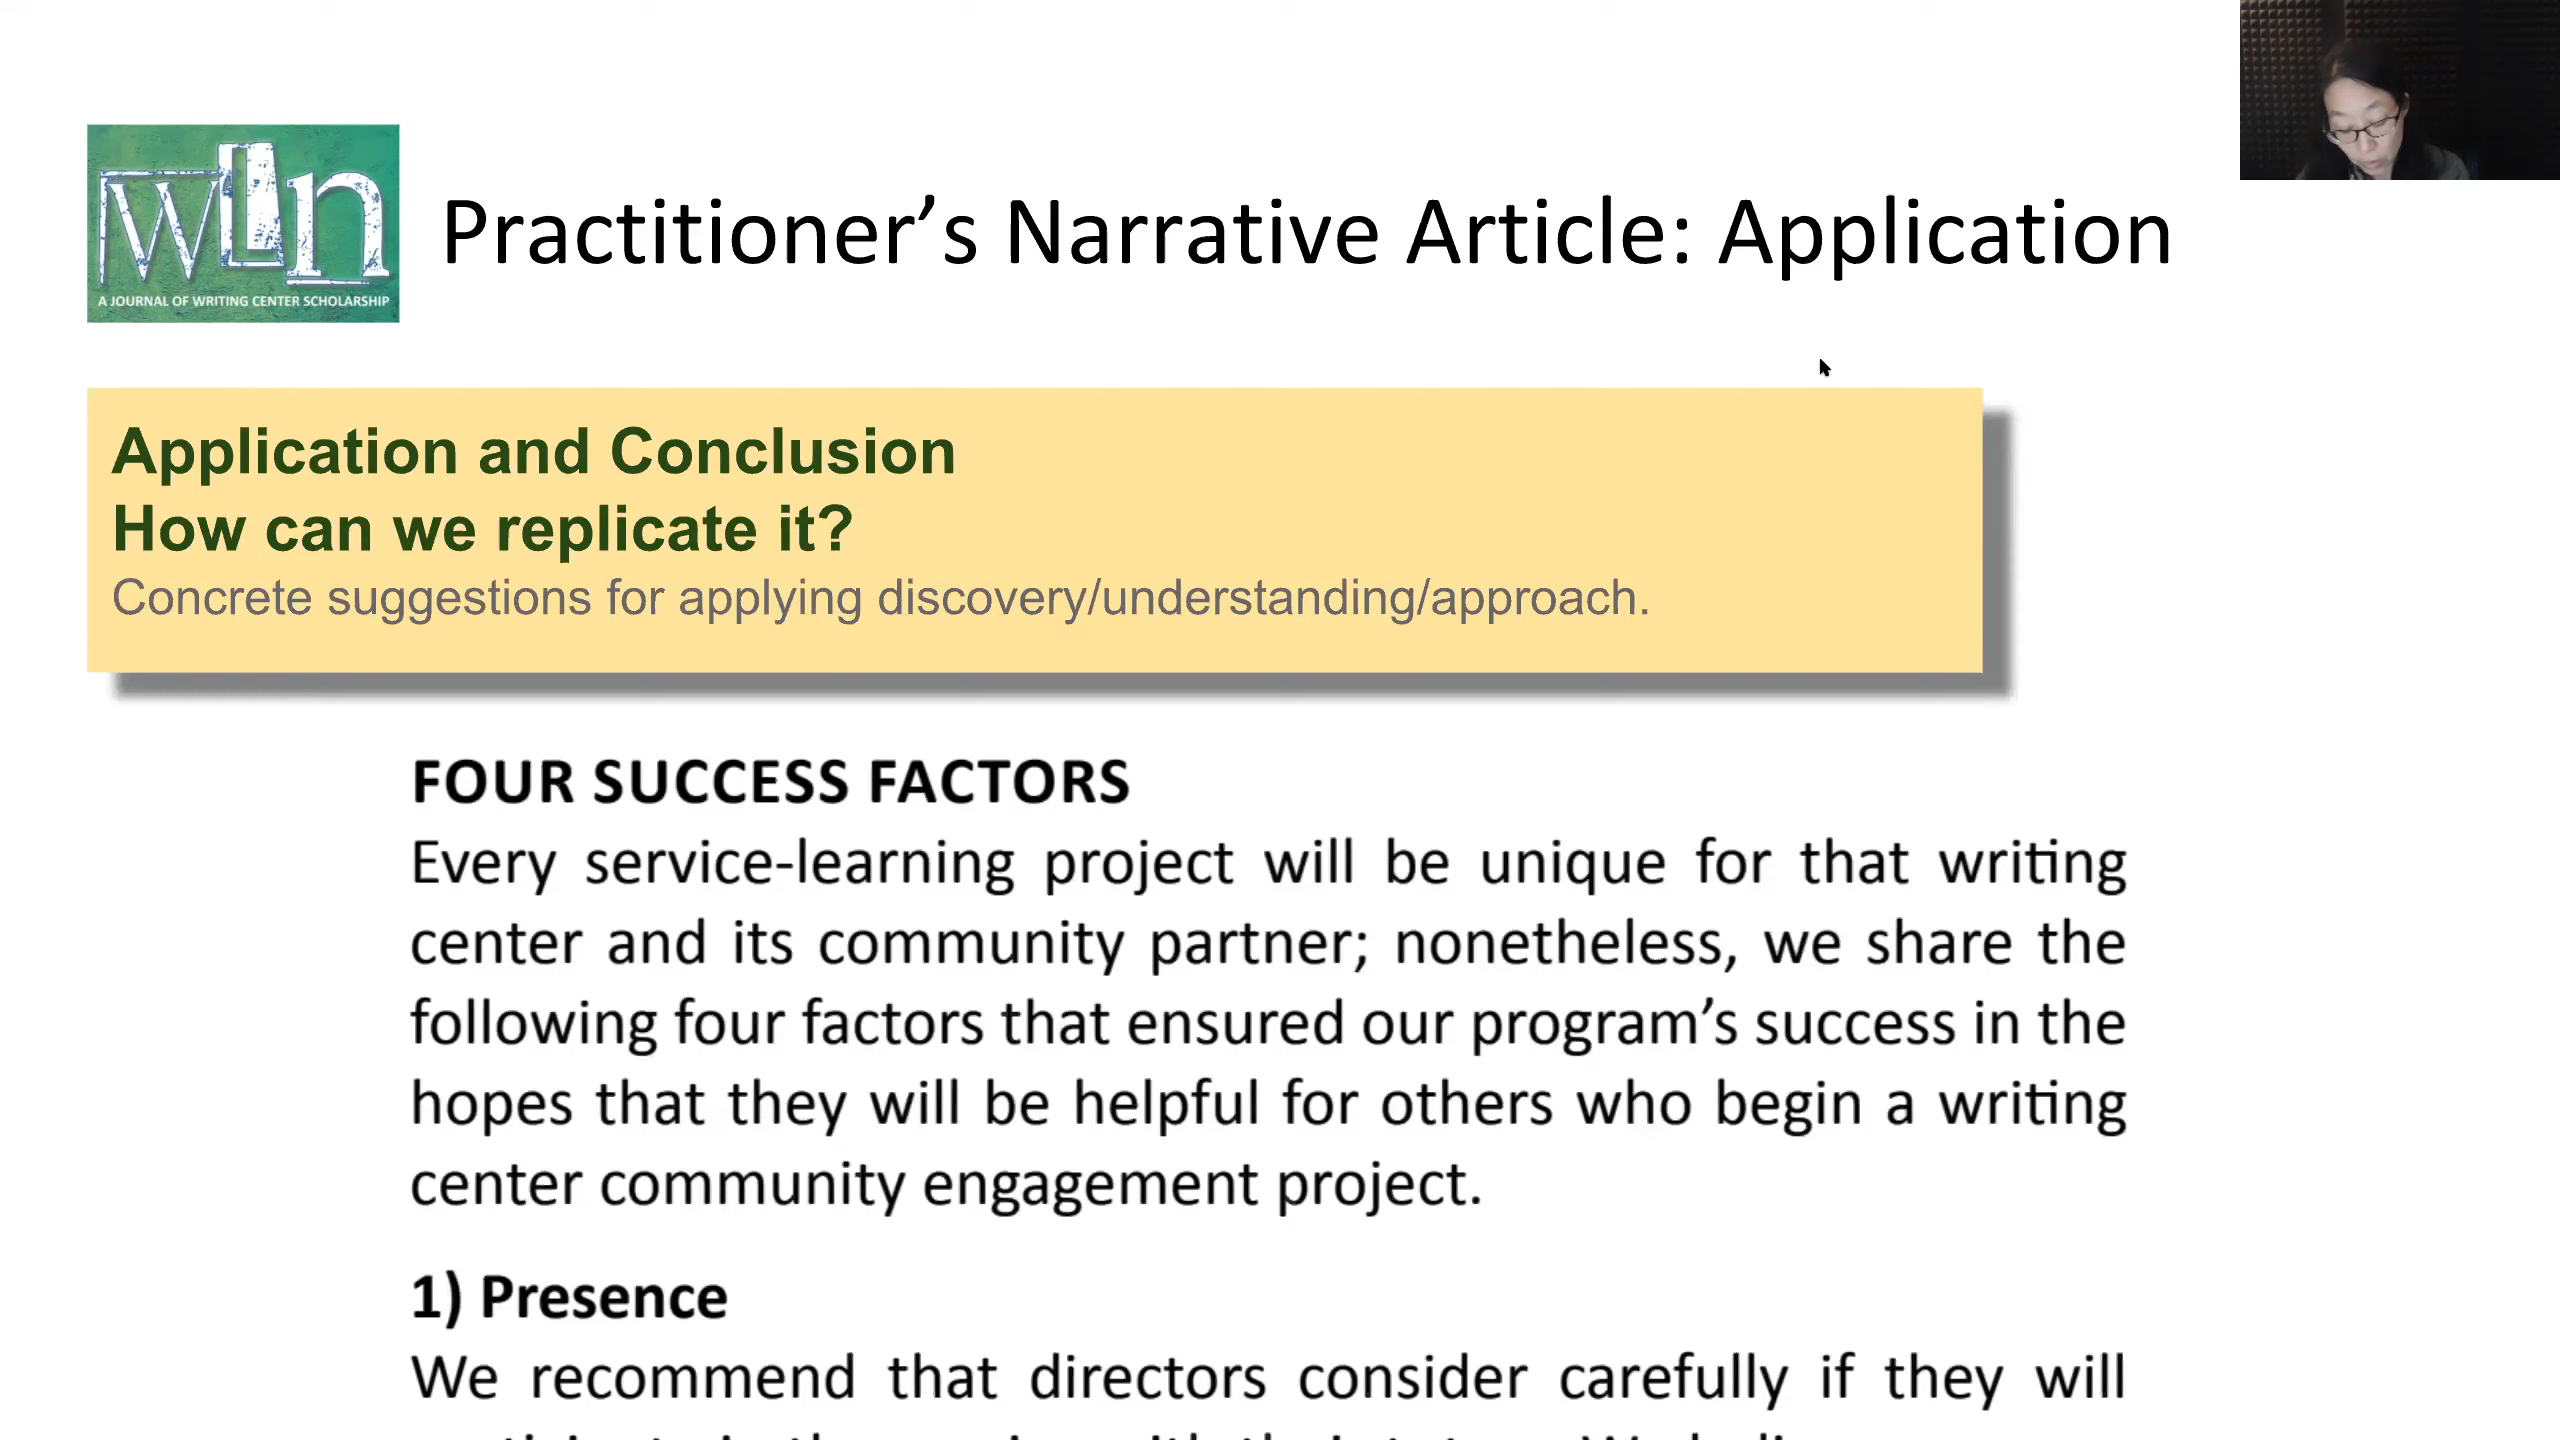 wLn
A JOURNAL OF WRITING CENTER SCHOLARSHIP
Practitioner’s Narrative Article: Application
Application and Conclusion
How can we replicate it?
Concrete suggestions for applying discovery/understanding/approach.
FOUR SUCCESS FACTORS
Every service-learning project will be unique for that writing
center and its community partner; nonetheless, we share the
following four factors that ensured our program’s success in the
hopes that they will be helpful for others who begin a writing
center community engagement project.
1) Presence
We recommend that directors consider carefully if they will